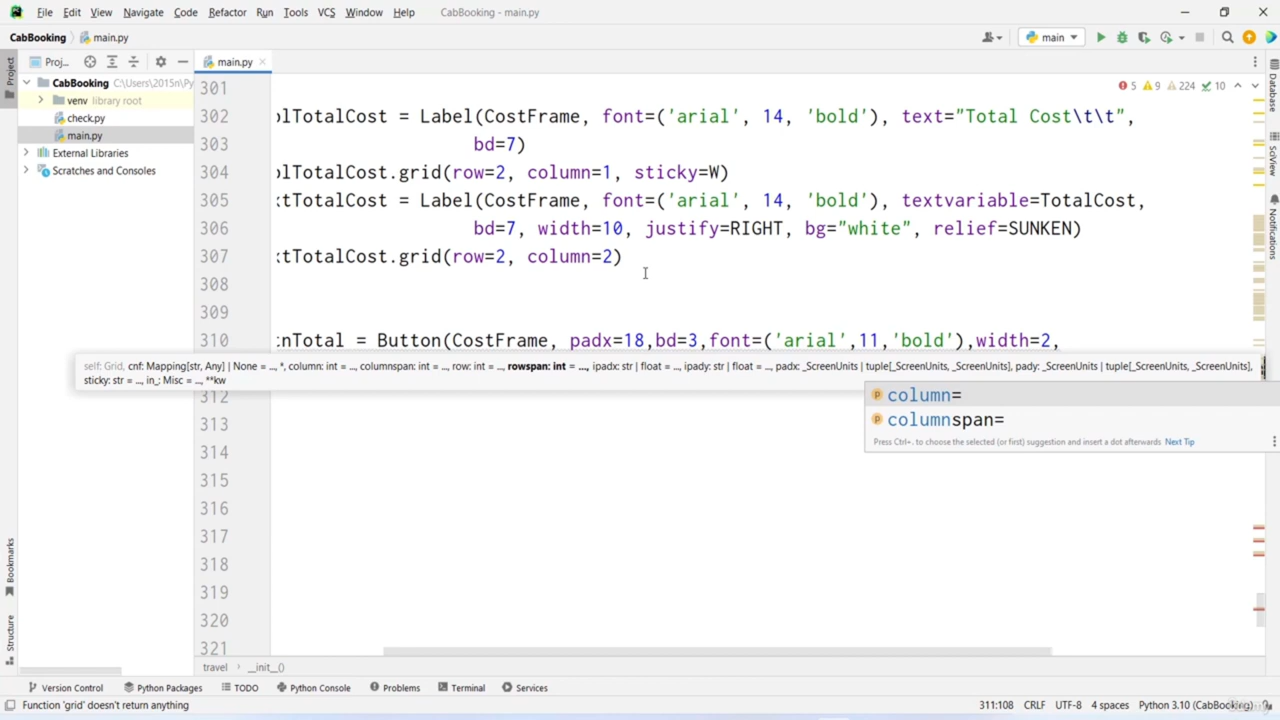 File Edit View Navigate Code Refactor Run Tools VCS Window Help CabBooking - main.py
CabBooking main.py main
Project Proj... main.py
CabBooking C:\Users\2015n\Py
venv library root
check.py
main.py
External Libraries
Scratches and Consoles
5 9 224 10
301
302 lTotalCost = Label(CostFrame, font=('arial', 14, 'bold'), text="Total Cost\t\t",
303 bd=7)
304 lTotalCost.grid(row=2, column=1, sticky=W)
305 tTotalCost = Label(CostFrame, font=('arial', 14, 'bold'), textvariable=TotalCost,
306 bd=7, width=10, justify=RIGHT, bg="white", relief=SUNKEN)
307 tTotalCost.grid(row=2, column=2)
308
309
310 nTotal = Button(CostFrame, padx=18,bd=3,font=('arial',11,'bold'),width=2,
self: Grid, cnf: Mapping[str, Any] | None = ..., *, column: int = ..., columnspan: int = ..., row: int = ..., rowspan: int = ..., ipadx: str | float = ..., ipady: str | float = ..., padx: _ScreenUnits | tuple[_ScreenUnits, _ScreenUnits] = ..., pady: _ScreenUnits | tuple[_ScreenUnits, _ScreenUnits],
sticky: str = ..., in_: Misc = ..., **kw
312
column=
313
columnspan=
Press Ctrl+. to choose the selected (or first) suggestion and insert a dot afterwards Next Tip
314
315
316
317
318
319
320
321
Database
SciView
Notifications
Bookmarks
Structure
travel __init__()
Version Control Python Packages TODO Python Console Problems Terminal Services
Function 'grid' doesn't return anything 311:108 CRLF UTF-8 4 spaces Python 3.10 (CabBooking)